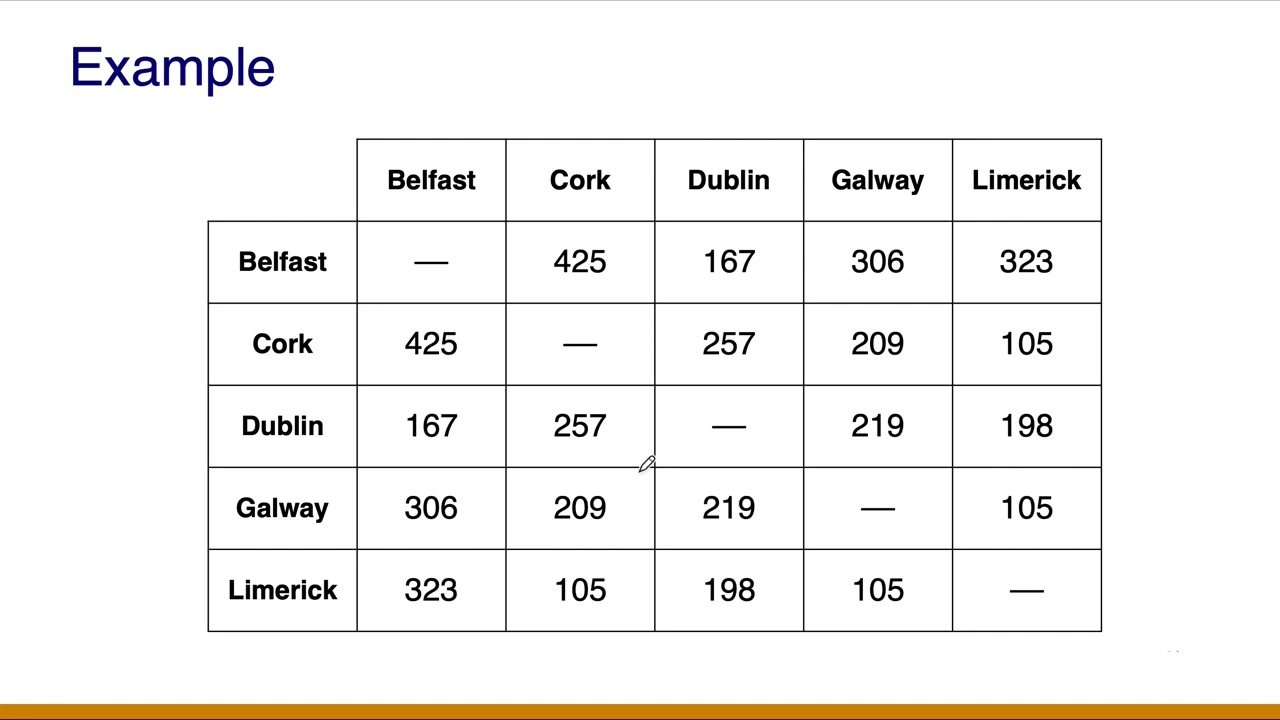 Example
Belfast Cork Dublin Galway Limerick
Belfast — 425 167 306 323
Cork 425 — 257 209 105
Dublin 167 257 — 219 198
Galway 306 209 219 — 105
Limerick 323 105 198 105 —